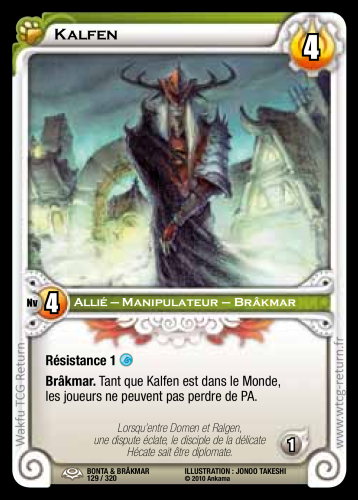 Kalfen
4
Nv 4 Allié – Manipulateur – Brâkmar
Résistance 1
Brâkmar. Tant que Kalfen est dans le Monde,
les joueurs ne peuvent pas perdre de PA.
Lorsqu'entre Domen et Ralgen,
une dispute éclate, le disciple de la délicate
Hécate sait être diplomate.
1
BONTA & BRÂKMAR
129 / 320
ILLUSTRATION : JONOO TAKESHI
© 2010 Ankama
Wakfu TCG Return
www.wtcg-return.fr